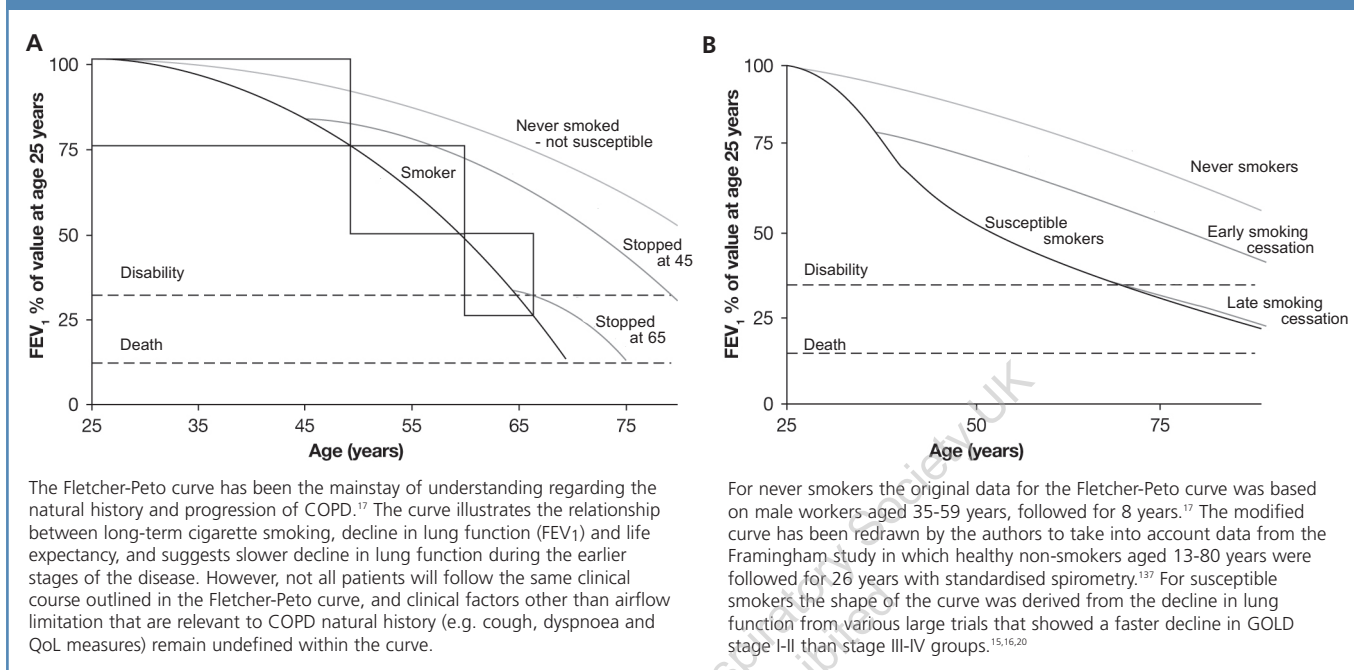 A
FEV1 % of value at age 25 years
100
75
50
25
0
Never smoked
- not susceptible
Smoker
Stopped
at 45
Disability
Stopped
at 65
Death
25 35 45 55 65 75
Age (years)
The Fletcher-Peto curve has been the mainstay of understanding regarding the
natural history and progression of COPD.17 The curve illustrates the relationship
between long-term cigarette smoking, decline in lung function (FEV1) and life
expectancy, and suggests slower decline in lung function during the earlier
stages of the disease. However, not all patients will follow the same clinical
course outlined in the Fletcher-Peto curve, and clinical factors other than airflow
limitation that are relevant to COPD natural history (e.g. cough, dyspnoea and
QoL measures) remain undefined within the curve.
B
FEV1 % of value at age 25 years
100
75
50
25
0
Never smokers
Susceptible
smokers
Early smoking
cessation
Disability
Late smoking
cessation
Death
25 50 75
Age (years)
For never smokers the original data for the Fletcher-Peto curve was based
on male workers aged 35-59 years, followed for 8 years.17 The modified
curve has been redrawn by the authors to take into account data from the
Framingham study in which healthy non-smokers aged 13-80 years were
followed for 26 years with standardised spirometry.137 For susceptible
smokers the shape of the curve was derived from the decline in lung
function from various large trials that showed a faster decline in GOLD
stage I-II than stage III-IV groups.15,16,20
Society UK